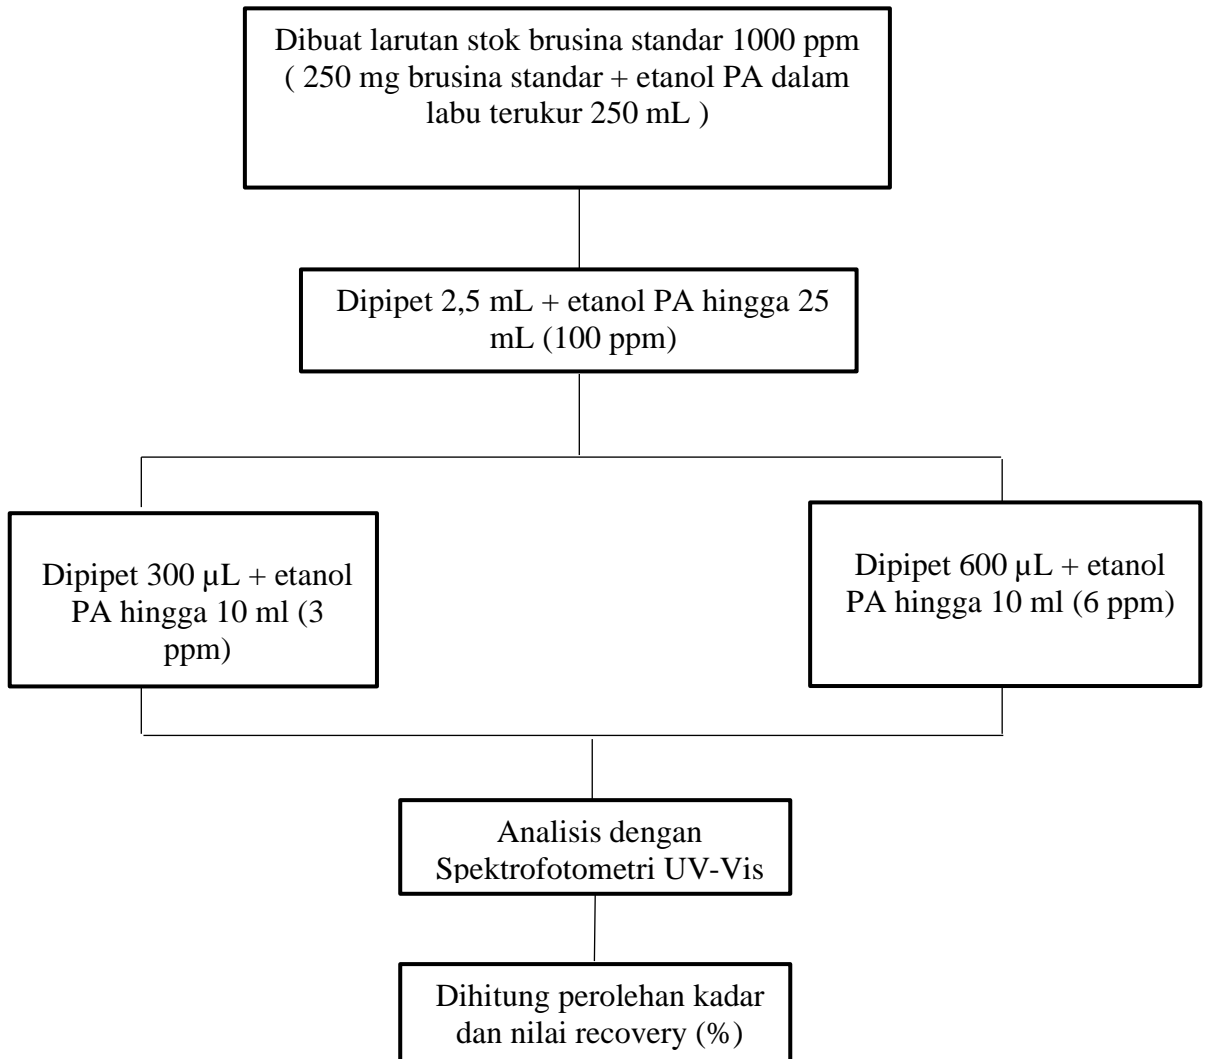 Dibuat larutan stok brusina standar 1000 ppm
( 250 mg brusina standar + etanol PA dalam
labu terukur 250 mL )
Dipipet 2,5 mL + etanol PA hingga 25
mL (100 ppm)
Dipipet 300 µL + etanol
PA hingga 10 ml (3
ppm)
Dipipet 600 µL + etanol
PA hingga 10 ml (6 ppm)
Analisis dengan
Spektrofotometri UV-Vis
Dihitung perolehan kadar
dan nilai recovery (%)